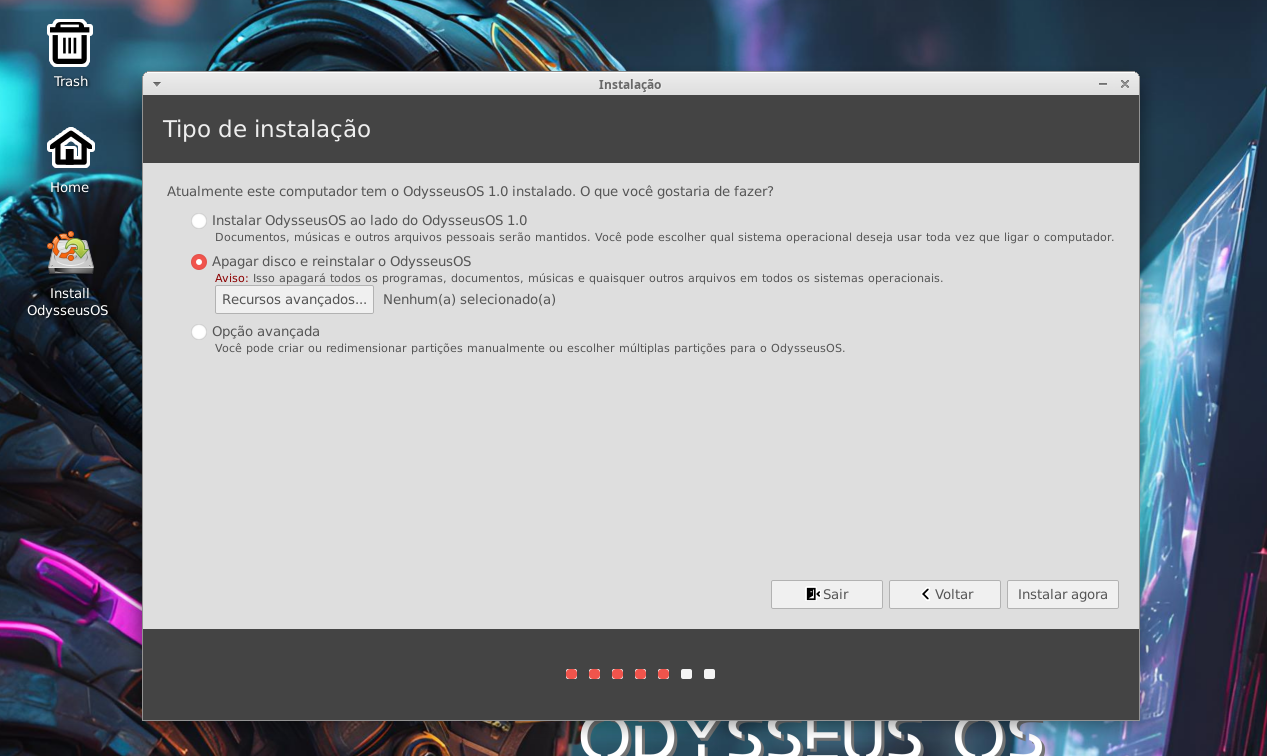 Trash
Home
Install
OdysseusOS
Instalação
Tipo de instalação
Atualmente este computador tem o OdysseusOS 1.0 instalado. O que você gostaria de fazer?
Instalar OdysseusOS ao lado do OdysseusOS 1.0
Documentos, músicas e outros arquivos pessoais serão mantidos. Você pode escolher qual sistema operacional deseja usar toda vez que ligar o computador.
Apagar disco e reinstalar o OdysseusOS
Aviso: Isso apagará todos os programas, documentos, músicas e quaisquer outros arquivos em todos os sistemas operacionais.
Recursos avançados... Nenhum(a) selecionado(a)
Opção avançada
Você pode criar ou redimensionar partições manualmente ou escolher múltiplas partições para o OdysseusOS.
Sair Voltar Instalar agora
ODYSSEUS OS